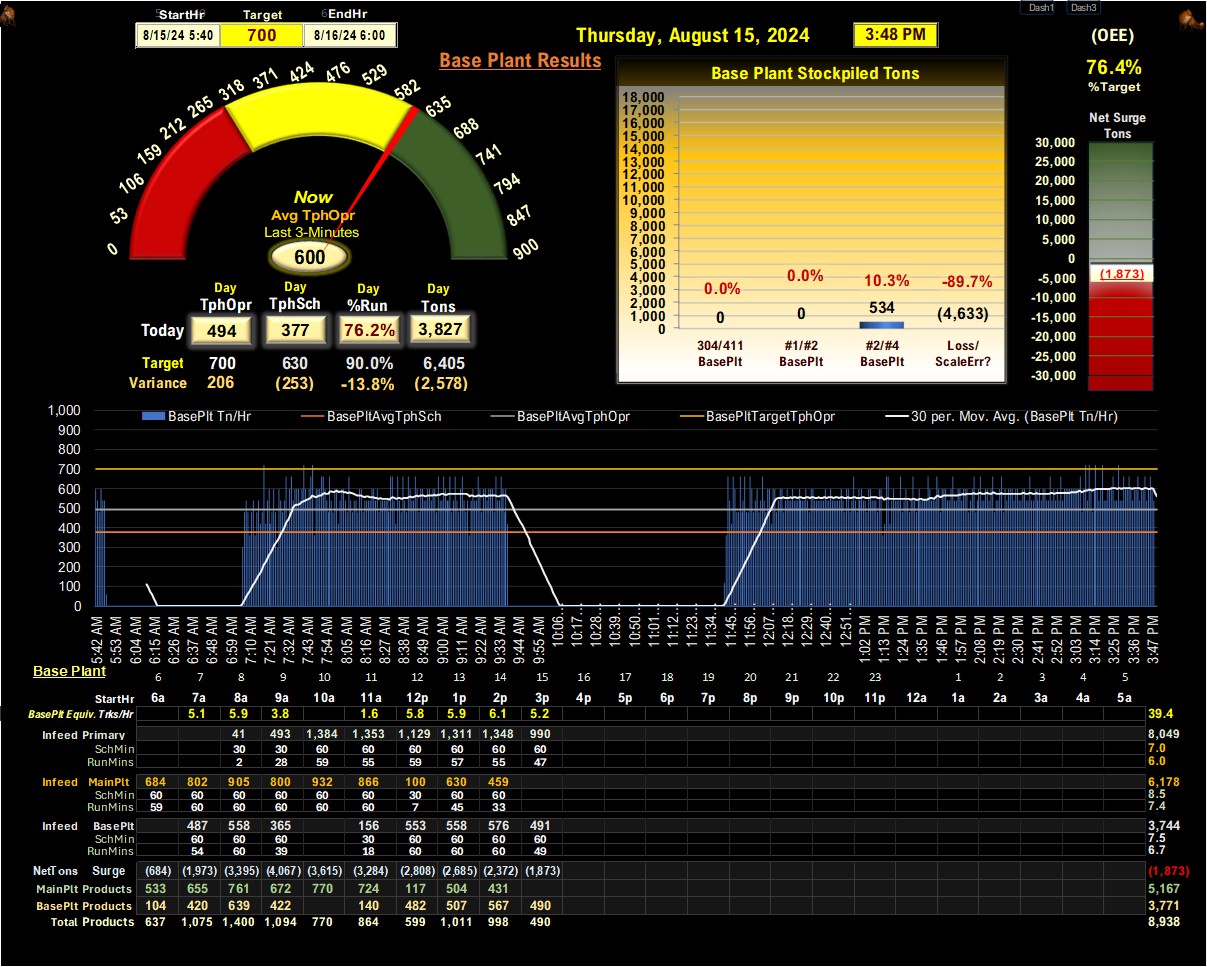 Dash1 Dash3
StartHr Target EndHr
8/15/24 5:40 700 8/16/24 6:00
Thursday, August 15, 2024 3:48 PM
(OEE)
76.4%
%Target
Base Plant Results
0 53 106 159 212 265 318 371 424 476 529 582 635 688 741 794 847 900
Now
Avg TphOpr
Last 3-Minutes
600
Day Day Day Day
TphOpr TphSch %Run Tons
Today 494 377 76.2% 3,827
Target 700 630 90.0% 6,405
Variance 206 (253) -13.8% (2,578)
Base Plant Stockpiled Tons
18,000
17,000
16,000
15,000
14,000
13,000
12,000
11,000
10,000
9,000
8,000
7,000
6,000
5,000
4,000
3,000
2,000
1,000
0
0.0% 0.0% 10.3% -89.7%
0 0 534 (4,633)
304/411 #1/#2 #2/#4 Loss/
BasePlt BasePlt BasePlt ScaleErr?
Net Surge
Tons
30,000
25,000
20,000
15,000
10,000
5,000
0
-5,000
-10,000
-15,000
-20,000
-25,000
-30,000
(1,873)
BasePlt Tn/Hr BasePltAvgTphSch BasePltAvgTphOpr BasePltTargetTphOpr 30 per. Mov. Avg. (BasePlt Tn/Hr)
1,000
900
800
700
600
500
400
300
200
100
0
5:42 AM 5:53 AM 6:04 AM 6:15 AM 6:26 AM 6:37 AM 6:48 AM 6:59 AM 7:10 AM 7:21 AM 7:32 AM 7:43 AM 7:54 AM 8:05 AM 8:16 AM 8:27 AM 8:38 AM 8:49 AM 9:00 AM 9:11 AM 9:22 AM 9:33 AM 9:44 AM 9:55 AM 10:06… 10:17… 10:28… 10:39… 10:50… 11:01… 11:12… 11:23… 11:34… 11:45… 11:56… 12:07… 12:18… 12:29… 12:40… 12:51… 1:02 PM 1:13 PM 1:24 PM 1:35 PM 1:46 PM 1:57 PM 2:08 PM 2:19 PM 2:30 PM 2:41 PM 2:52 PM 3:03 PM 3:14 PM 3:25 PM 3:36 PM 3:47 PM
Base Plant 6 7 8 9 10 11 12 13 14 15 16 17 18 19 20 21 22 23 1 2 3 4 5
StartHr 6a 7a 8a 9a 10a 11a 12p 1p 2p 3p 4p 5p 6p 7p 8p 9p 10p 11p 12a 1a 2a 3a 4a 5a
BasePlt Equiv. Trks/Hr 5.1 5.9 3.8 1.6 5.8 5.9 6.1 5.2 39.4
Infeed Primary 41 493 1,384 1,353 1,129 1,311 1,348 990 8,049
SchMin 30 30 60 60 60 60 60 60 7.0
RunMins 2 28 59 55 59 57 55 47 6.0
Infeed MainPlt 684 802 905 800 932 866 100 630 459 6,178
SchMin 60 60 60 60 60 60 30 60 60 8.5
RunMins 59 60 60 60 60 60 7 45 33 7.4
Infeed BasePlt 487 558 365 156 553 558 576 491 3,744
SchMin 60 60 60 30 60 60 60 60 7.5
RunMins 54 60 39 18 60 60 60 49 6.7
NetTons Surge (684) (1,973) (3,395) (4,067) (3,615) (3,284) (2,808) (2,685) (2,372) (1,873) (1,873)
MainPlt Products 533 655 761 672 770 724 117 504 431 5,167
BasePlt Products 104 420 639 422 140 482 507 567 490 3,771
Total Products 637 1,075 1,400 1,094 770 864 599 1,011 998 490 8,938